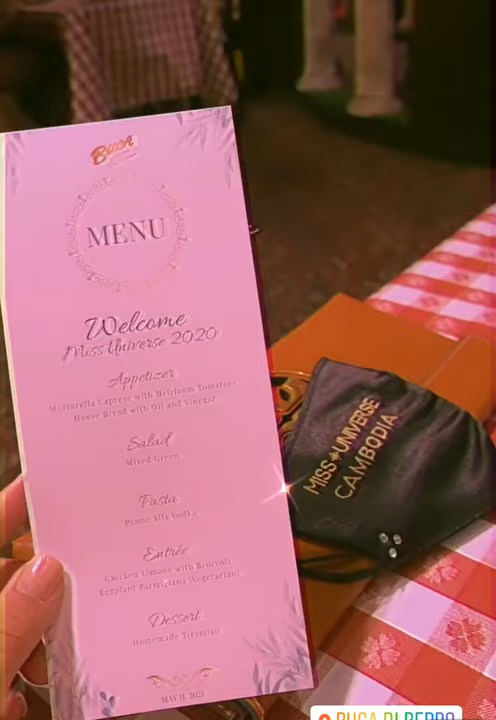 BUCA
MENU
Welcome
Miss Universe 2020
Appetizer
Mozzarella Caprese with Heirloom Tomatoes
House Bread with Oil and Vinegar
Salad
Mixed Green
Pasta
Penne Alla Vodka
Entrée
Chicken Limone with Broccoli
Eggplant Parmigiana (Vegetarian)
Dessert
Homemade Tiramisu
MAY 11, 2021
MISS UNIVERSE
CAMBODIA
BUCA DI BEPPO